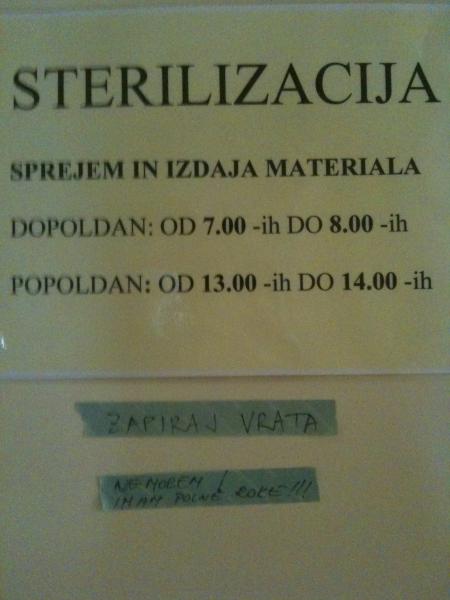 STERILIZACIJA
SPREJEM IN IZDAJA MATERIALA
DOPOLDAN: OD 7.00 -ih DO 8.00 -ih
POPOLDAN: OD 13.00 -ih DO 14.00 -ih
ZAPIRAJ VRATA
NE MOREM!
IMAM POLNE ROKE!!!